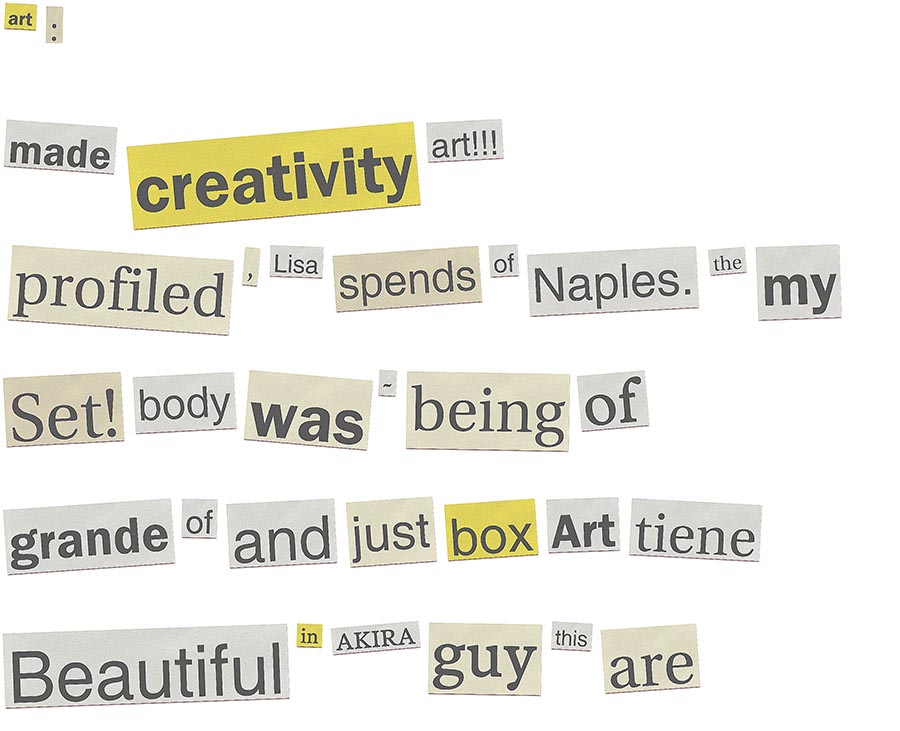 art :
made creativity art!!!
profiled , Lisa spends of Naples. the my
Set! body was ~ being of
grande of and just box Art tiene
Beautiful in AKIRA guy this are